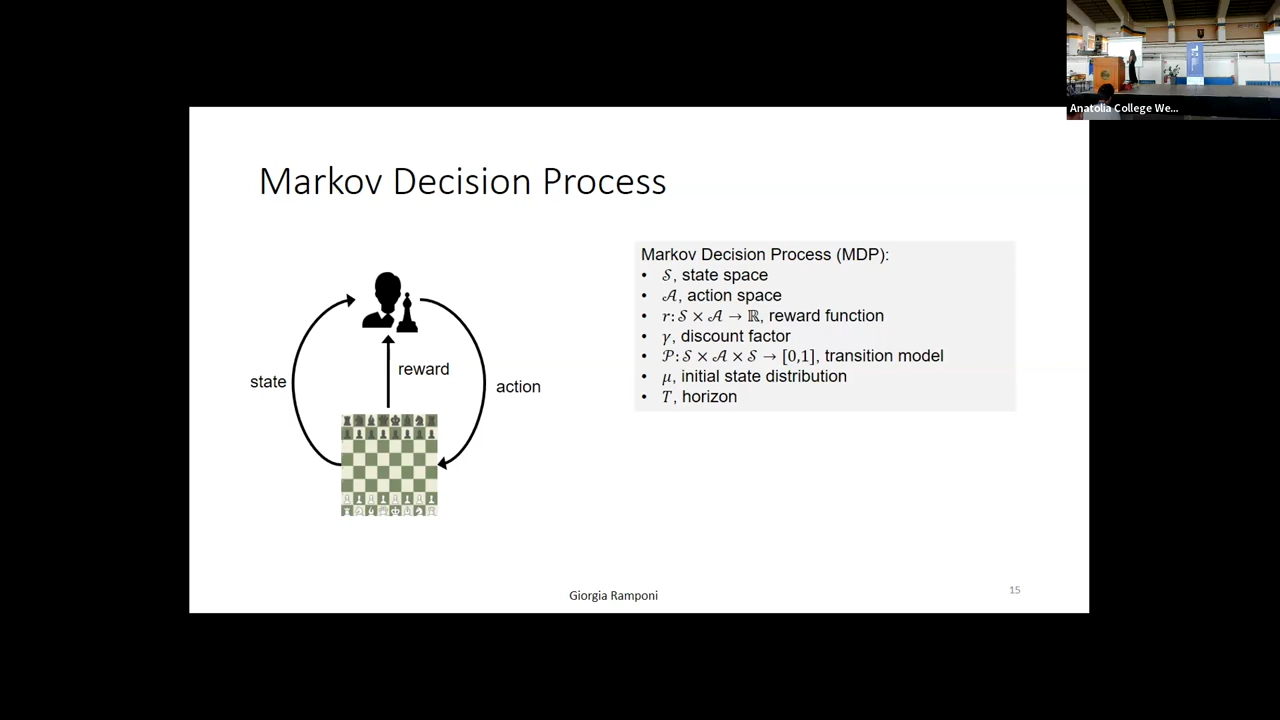 Anatolia College We...
Markov Decision Process
Markov Decision Process (MDP):
• 𝒮, state space
• 𝒜, action space
• r: 𝒮 × 𝒜 → ℝ, reward function
• γ, discount factor
• 𝒫: 𝒮 × 𝒜 × 𝒮 → [0,1], transition model
• μ, initial state distribution
• T, horizon
state
reward
action
Giorgia Ramponi
15